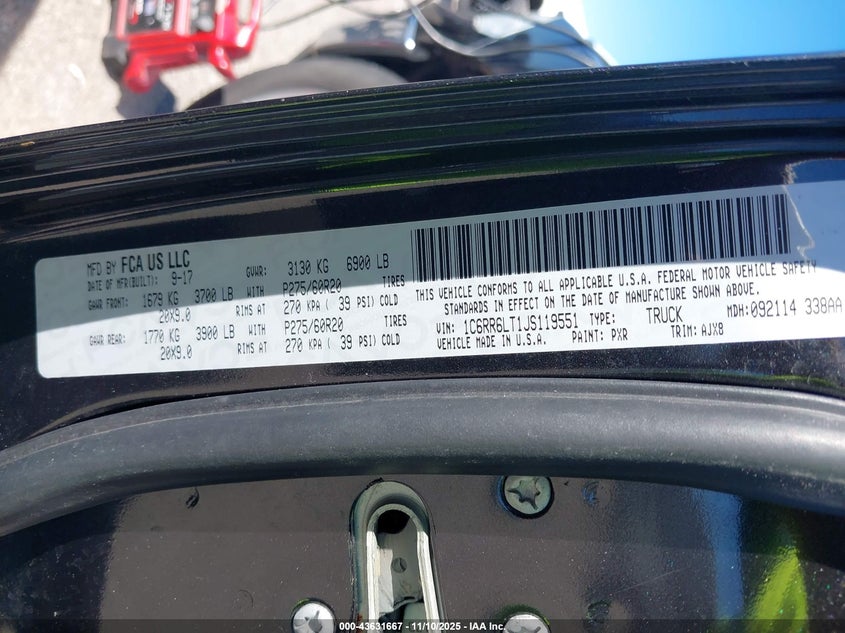 MFD BY FCA US LLC
DATE OF MFR(BUILT): 9-17 GVWR: 3130 KG 6900 LB
GAWR FRONT: 1679 KG 3700 LB WITH P275/60R20 TIRES
20X9.0 RIMS AT 270 KPA ( 39 PSI) COLD
GAWR REAR: 1770 KG 3900 LB WITH P275/60R20 TIRES
20X9.0 RIMS AT 270 KPA ( 39 PSI) COLD
THIS VEHICLE CONFORMS TO ALL APPLICABLE U.S.A. FEDERAL MOTOR VEHICLE SAFETY
STANDARDS IN EFFECT ON THE DATE OF MANUFACTURE SHOWN ABOVE.
VIN: 1C6RR6LT1JS119551 TYPE: TRUCK MDH:092114 338AA
VEHICLE MADE IN U.S.A. PAINT: PXR TRIM: AJX8
000-43631667 - 11/10/2025 - IAA Inc.